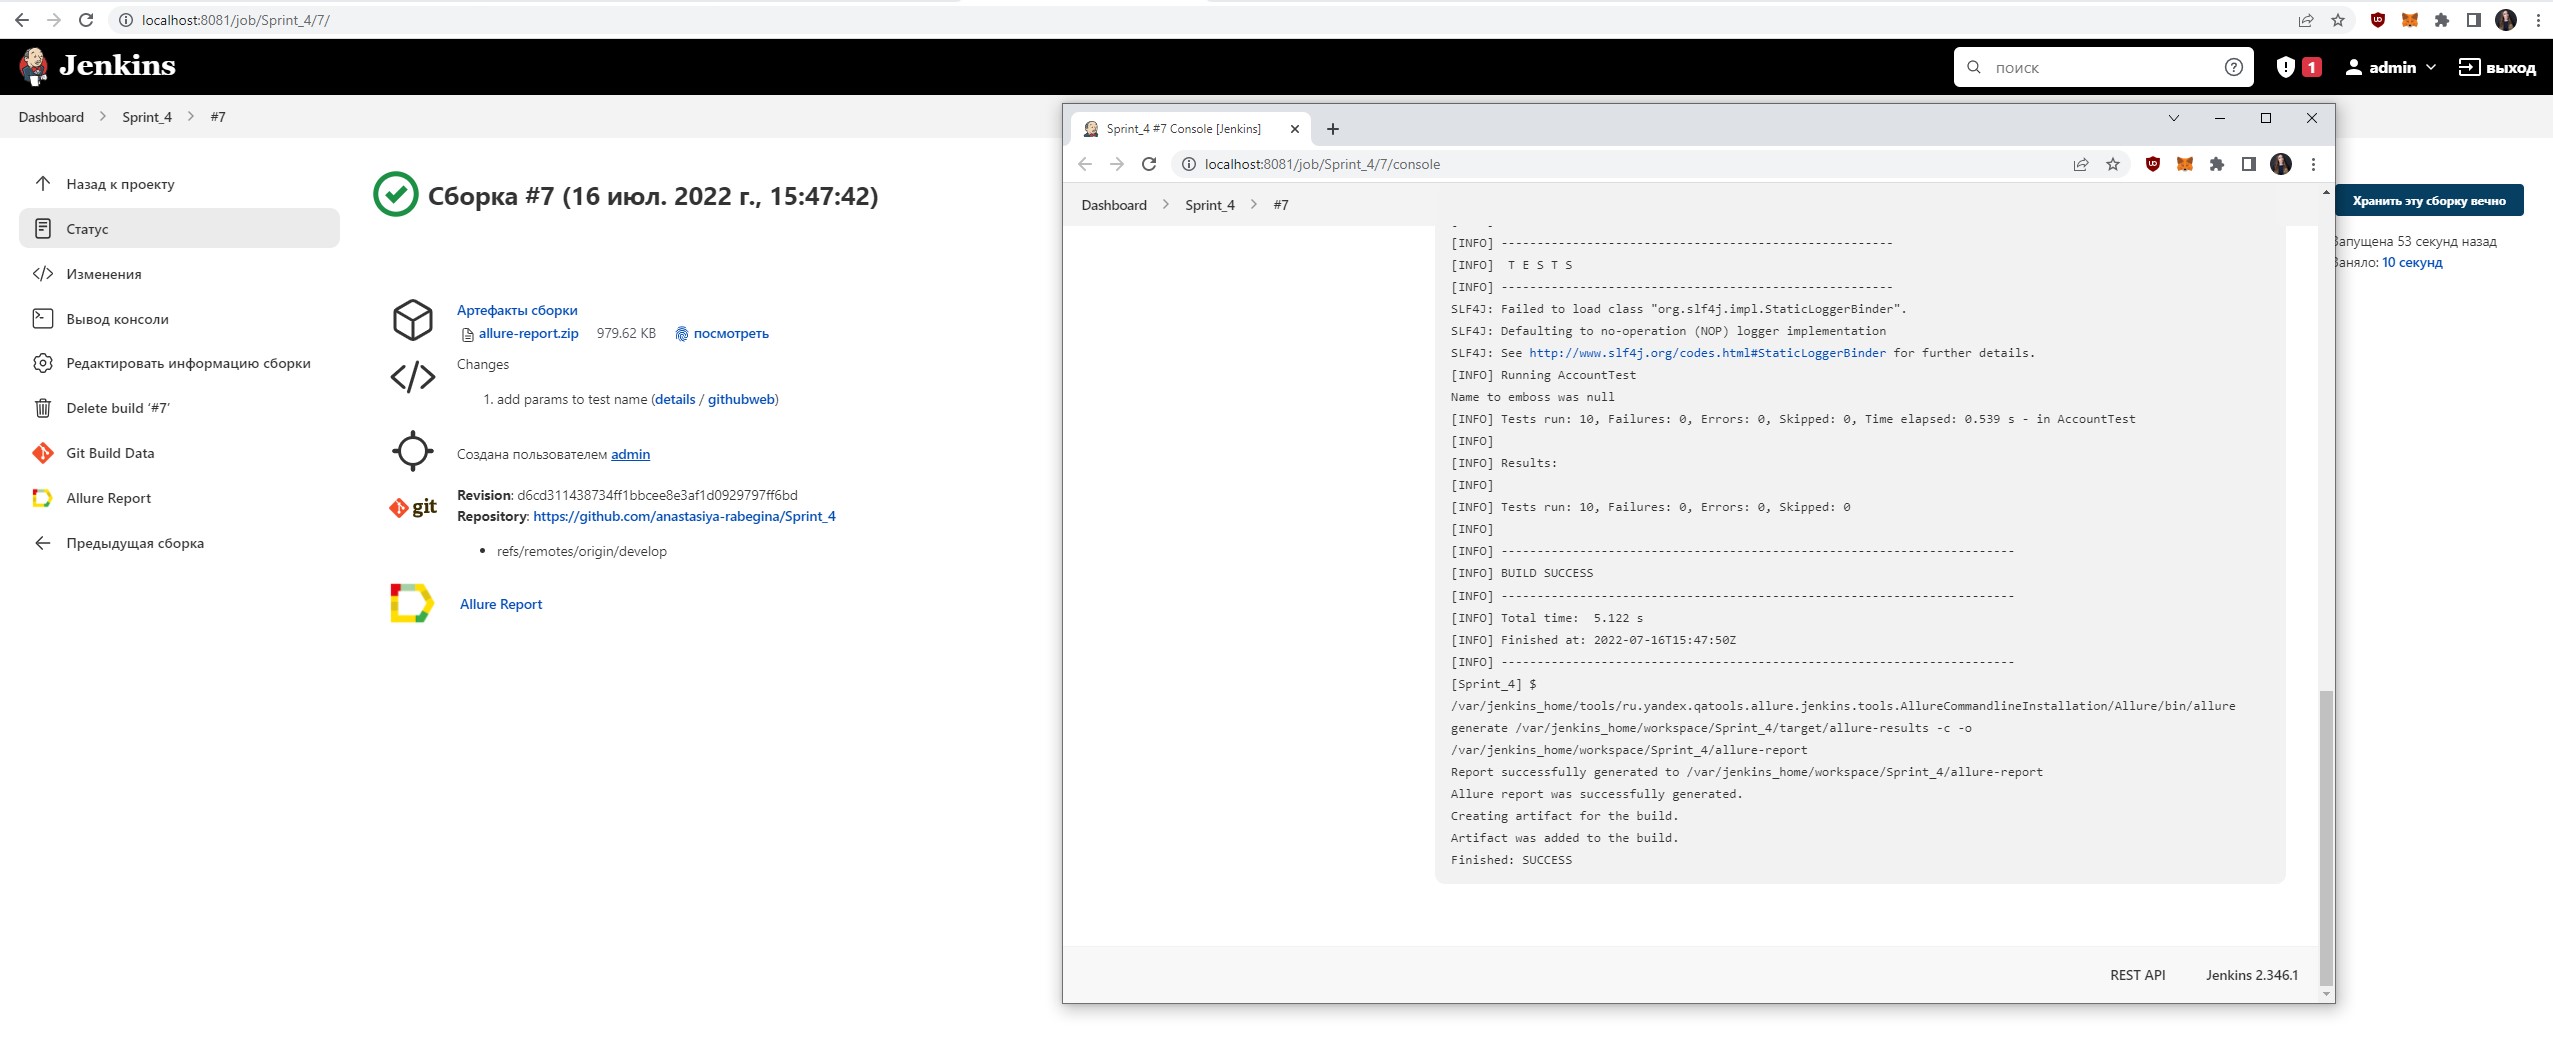 localhost:8081/job/Sprint_4/7/
Jenkins
поиск
1
admin
выход
Dashboard
Sprint_4
#7
Назад к проекту
Статус
Изменения
Вывод консоли
Редактировать информацию сборки
Delete build ‘#7’
Git Build Data
Allure Report
Предыдущая сборка
Сборка #7 (16 июл. 2022 г., 15:47:42)
Артефакты сборки
allure-report.zip 979.62 KB посмотреть
Changes
1. add params to test name (details / githubweb)
Создана пользователем admin
git
Revision: d6cd311438734ff1bbcee8e3af1d0929797ff6bd
Repository: https://github.com/anastasiya-rabegina/Sprint_4
refs/remotes/origin/develop
Allure Report
Хранить эту сборку вечно
Запущена 53 секунд назад
Заняло: 10 секунд
Sprint_4 #7 Console [Jenkins]
localhost:8081/job/Sprint_4/7/console
Dashboard
Sprint_4
#7
[INFO] -------------------------------------------------------
[INFO]  T E S T S
[INFO] -------------------------------------------------------
SLF4J: Failed to load class "org.slf4j.impl.StaticLoggerBinder".
SLF4J: Defaulting to no-operation (NOP) logger implementation
SLF4J: See http://www.slf4j.org/codes.html#StaticLoggerBinder for further details.
[INFO] Running AccountTest
Name to emboss was null
[INFO] Tests run: 10, Failures: 0, Errors: 0, Skipped: 0, Time elapsed: 0.539 s - in AccountTest
[INFO]
[INFO] Results:
[INFO]
[INFO] Tests run: 10, Failures: 0, Errors: 0, Skipped: 0
[INFO]
[INFO] ------------------------------------------------------------------------
[INFO] BUILD SUCCESS
[INFO] ------------------------------------------------------------------------
[INFO] Total time:  5.122 s
[INFO] Finished at: 2022-07-16T15:47:50Z
[INFO] ------------------------------------------------------------------------
[Sprint_4] $
/var/jenkins_home/tools/ru.yandex.qatools.allure.jenkins.tools.AllureCommandlineInstallation/Allure/bin/allure
generate /var/jenkins_home/workspace/Sprint_4/target/allure-results -c -o
/var/jenkins_home/workspace/Sprint_4/allure-report
Report successfully generated to /var/jenkins_home/workspace/Sprint_4/allure-report
Allure report was successfully generated.
Creating artifact for the build.
Artifact was added to the build.
Finished: SUCCESS
REST API
Jenkins 2.346.1